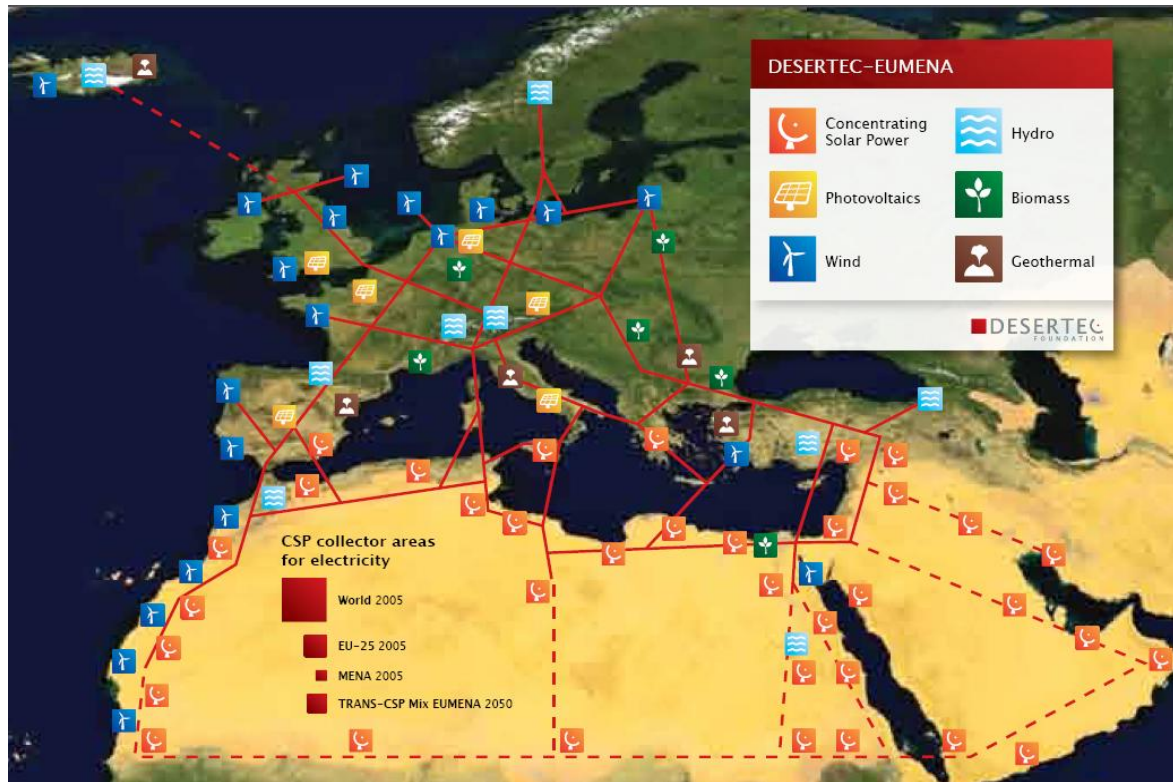 DESERTEC-EUMENA
Concentrating
Solar Power
Hydro
Photovoltaics
Biomass
Wind
Geothermal
DESERTEC
FOUNDATION
CSP collector areas
for electricity
World 2005
EU-25 2005
MENA 2005
TRANS-CSP Mix EUMENA 2050